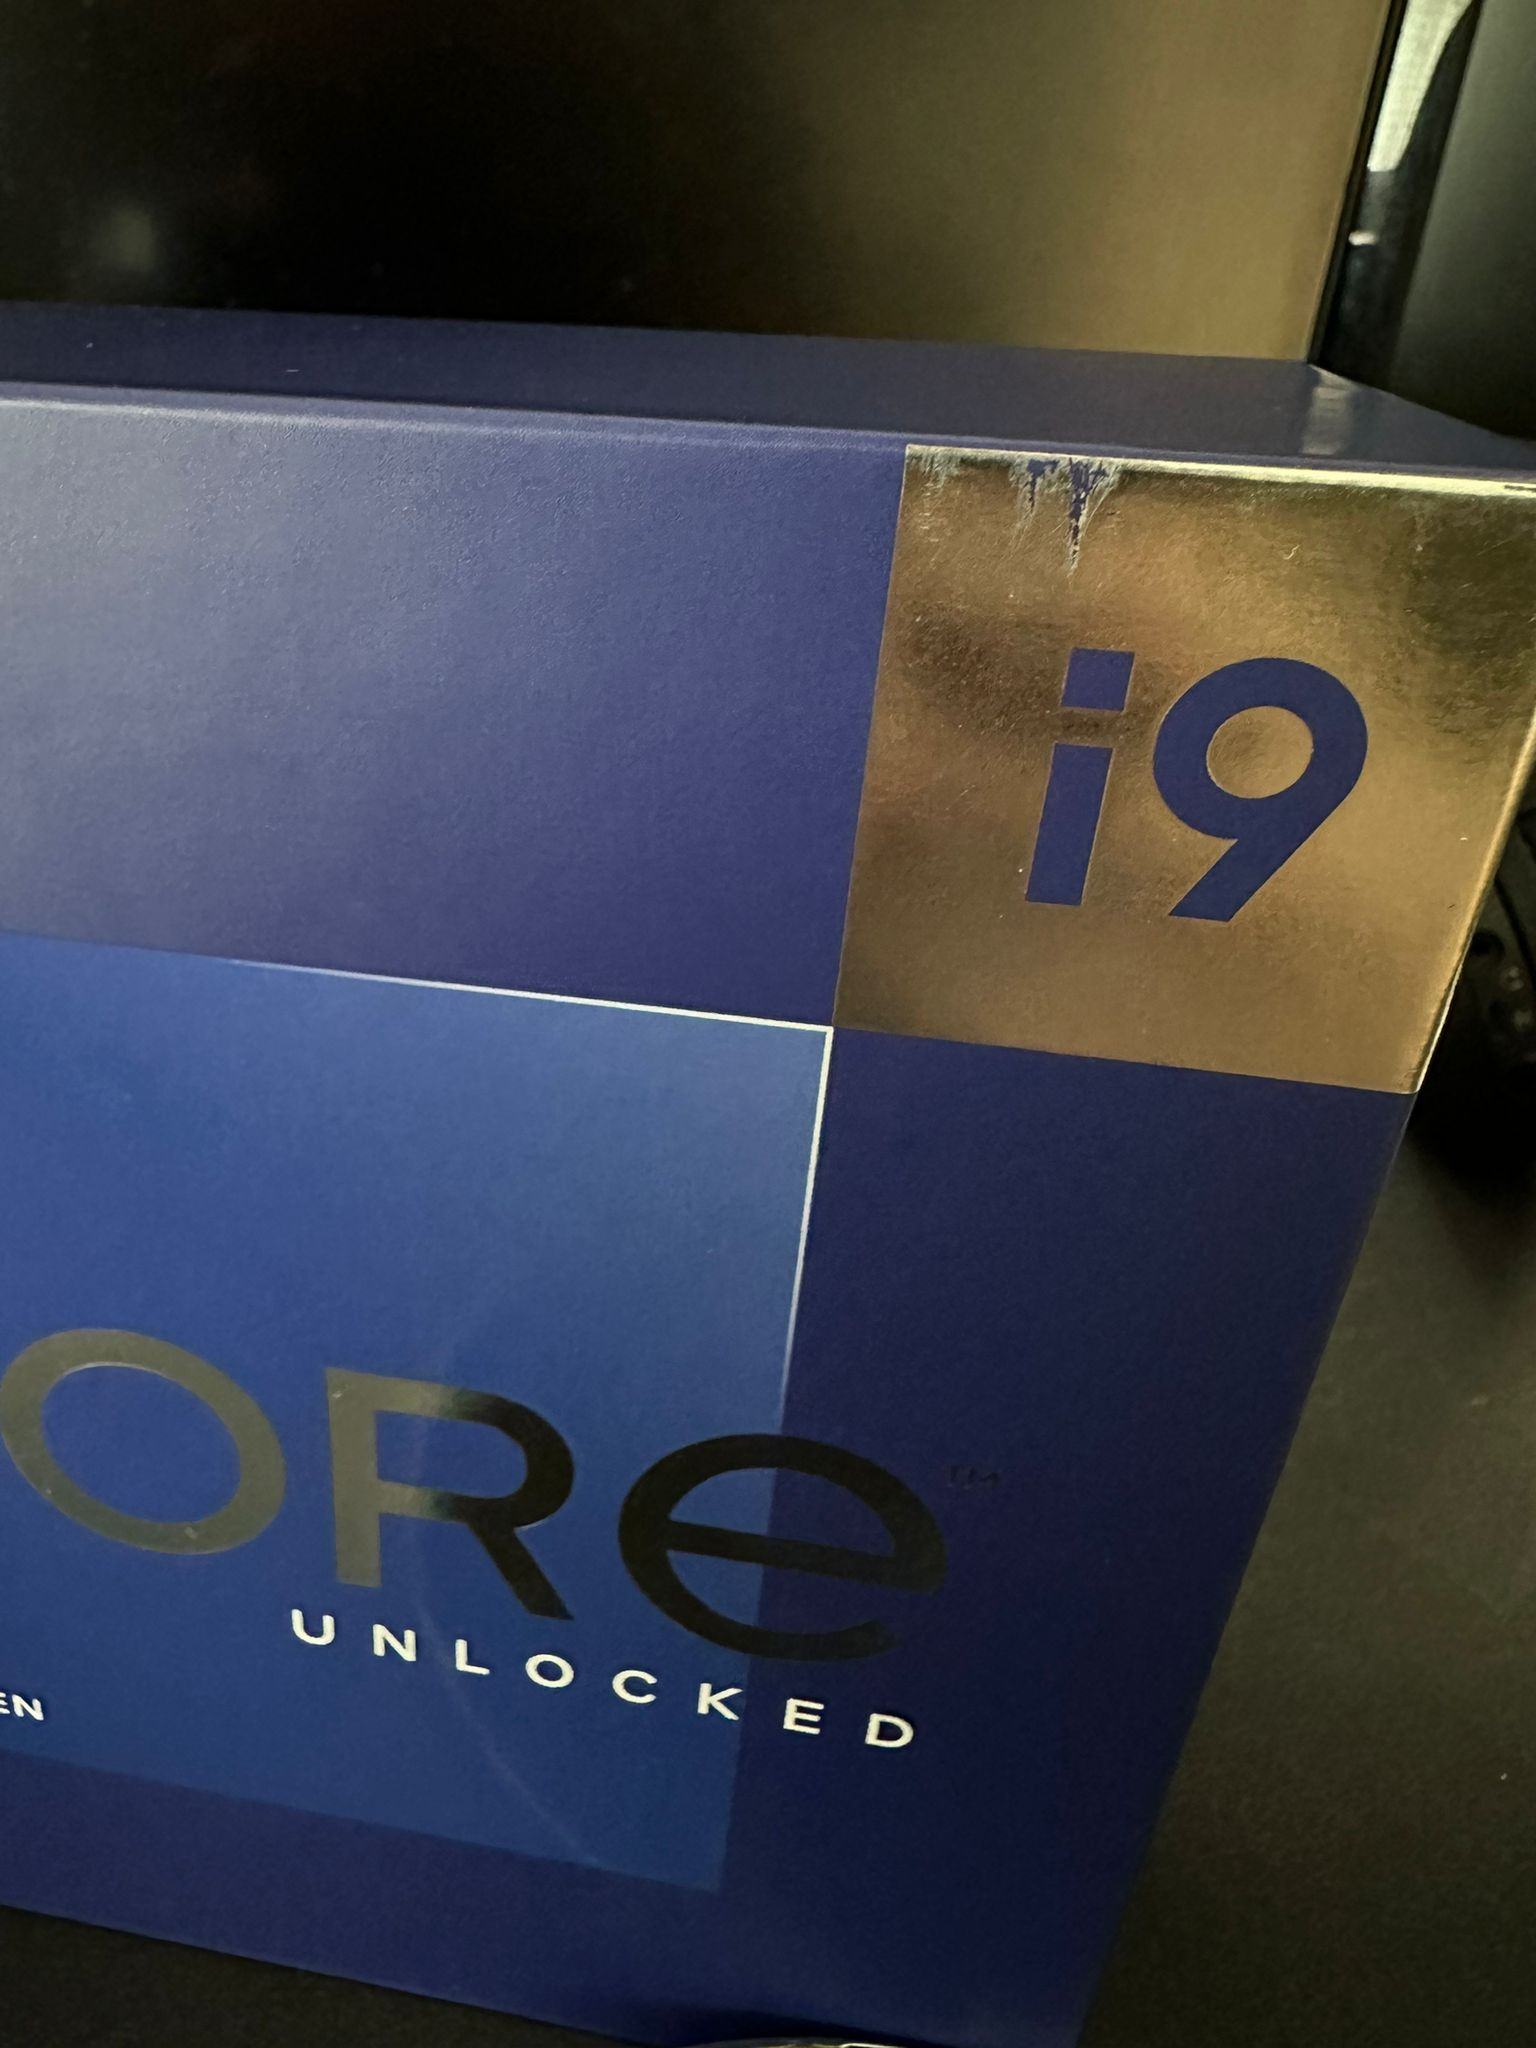 i9
ORe™
UNLOCKED
EN